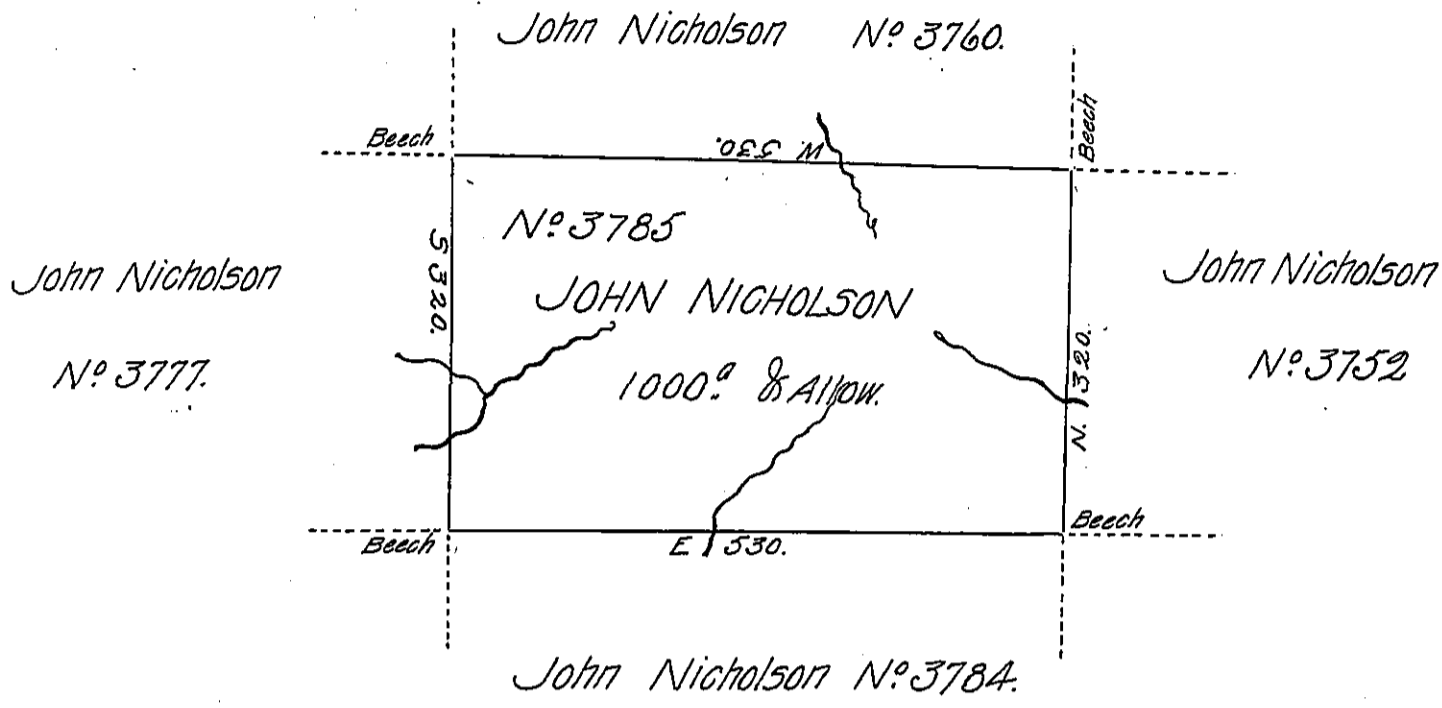 John Nicholson Nº 3760.
Beech
Beech
W. 530.
Nº 3785
S 320.
John Nicholson
Nº 3777.
JOHN NICHOLSON
1000.ª & Allow.
N. 320.
John Nicholson
Nº 3752
Beech
E 530.
Beech
John Nicholson Nº 3784.